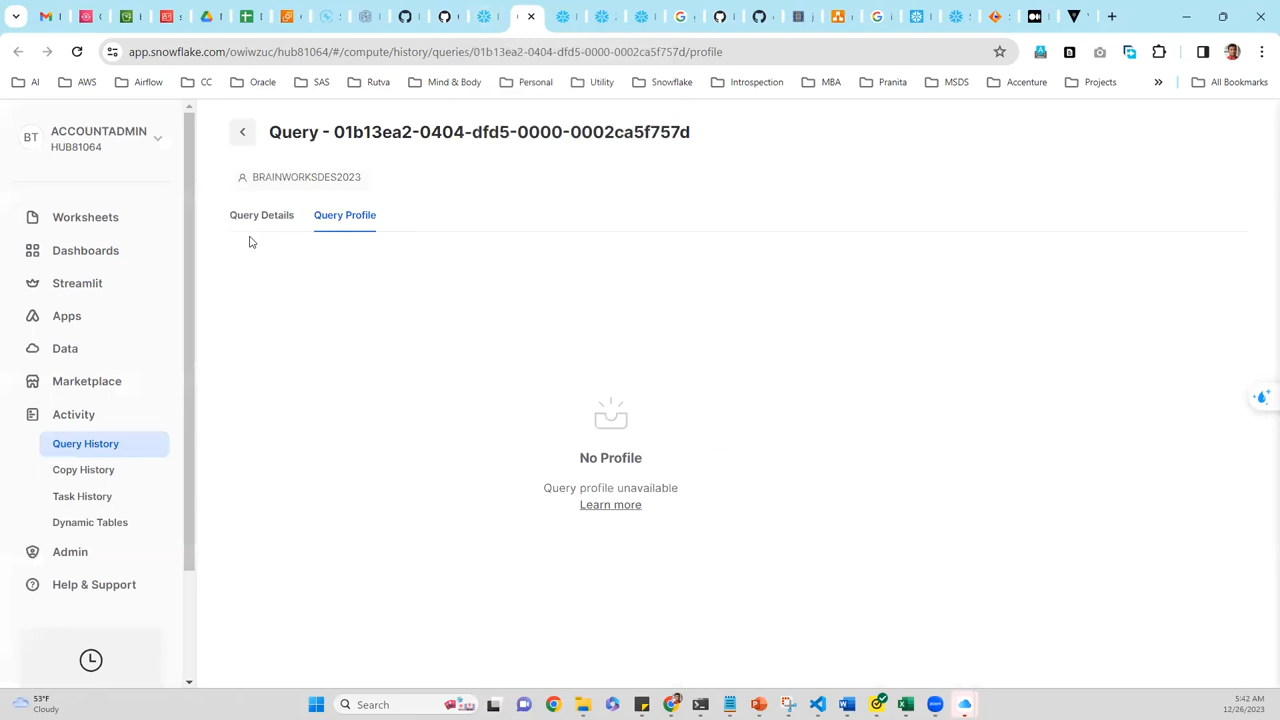 app.snowflake.com/owiwzuc/hub81064/#/compute/history/queries/01b13ea2-0404-dfd5-0000-0002ca5f757d/profile
AI
AWS
Airflow
CC
Oracle
SAS
Rutva
Mind & Body
Personal
Utility
Snowflake
Introspection
MBA
Pranita
MSDS
Accenture
Projects
»
All Bookmarks
BT
ACCOUNTADMIN
HUB81064
Query - 01b13ea2-0404-dfd5-0000-0002ca5f757d
BRAINWORKSDES2023
Query Details
Query Profile
Worksheets
Dashboards
Streamlit
Apps
Data
Marketplace
Activity
Query History
Copy History
Task History
Dynamic Tables
Admin
Help & Support
No Profile
Query profile unavailable
Learn more
53°F
Cloudy
Search
5:42 AM
12/26/2023